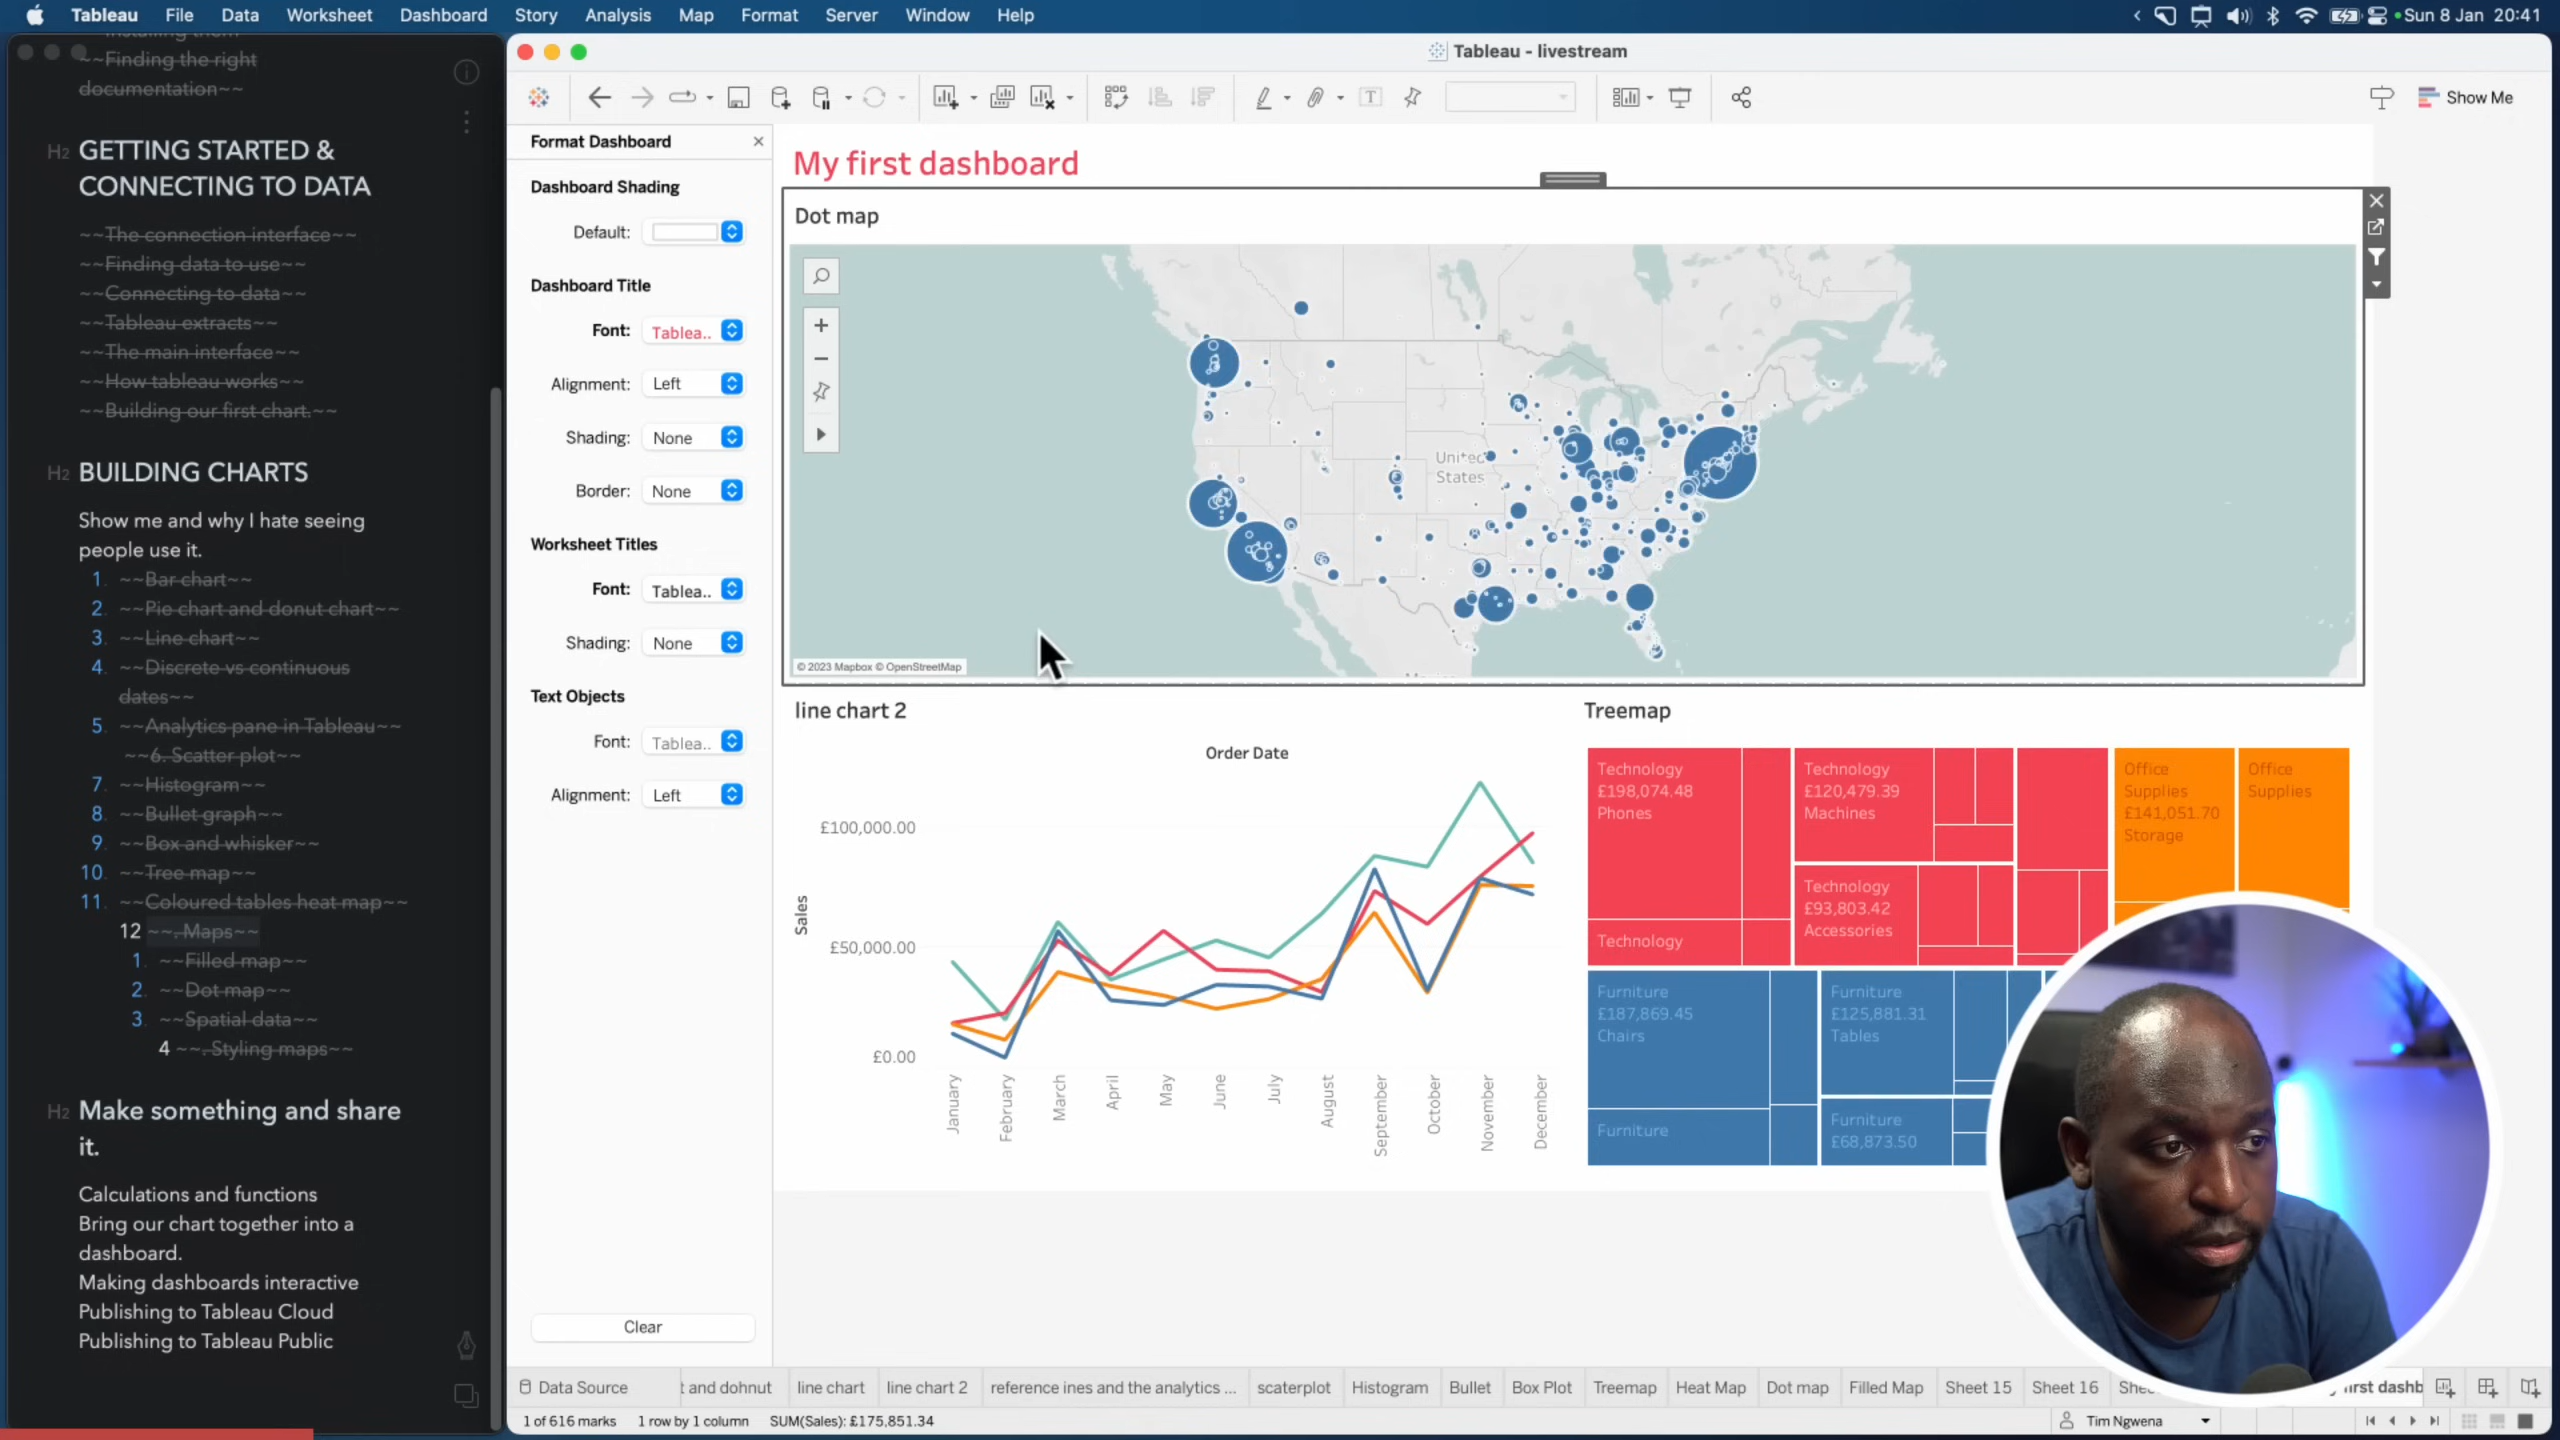 Tableau File Data Worksheet Dashboard Story Analysis Map Format Server Window Help
Sun 8 Jan 20:41
~~Finding the right
documentation~~
H2 GETTING STARTED &
CONNECTING TO DATA
~~The connection interface~~
~~Finding data to use~~
~~Connecting to data~~
~~Tableau extracts~~
~~The main interface~~
~~How tableau works~~
~~Building our first chart.~~
H2 BUILDING CHARTS
Show me and why I hate seeing
people use it.
1. ~~Bar chart~~
2. ~~Pie chart and donut chart~~
3. ~~Line chart~~
4. ~~Discrete vs continuous
dates~~
5. ~~Analytics pane in Tableau~~
~~6. Scatter plot~~
7. ~~Histogram~~
8. ~~Bullet graph~~
9. ~~Box and whisker~~
10. ~~Tree map~~
11. ~~Coloured tables heat map~~
12 ~~. Maps~~
1. ~~Filled map~~
2. ~~Dot map~~
3. ~~Spatial data~~
4 ~~. Styling maps~~
H2 Make something and share
it.
Calculations and functions
Bring our chart together into a
dashboard.
Making dashboards interactive
Publishing to Tableau Cloud
Publishing to Tableau Public
Tableau - livestream
Show Me
Format Dashboard
Dashboard Shading
Default:
Dashboard Title
Font: Tablea..
Alignment: Left
Shading: None
Border: None
Worksheet Titles
Font: Tablea..
Shading: None
Text Objects
Font: Tablea..
Alignment: Left
Clear
My first dashboard
Dot map
United
States
© 2023 Mapbox © OpenStreetMap
line chart 2
Order Date
Sales
£100,000.00
£50,000.00
£0.00
January
February
March
April
May
June
July
August
September
October
November
December
Treemap
Technology
£198,074.48
Phones
Technology
Technology
£120,479.39
Machines
Technology
£93,803.42
Accessories
Office
Supplies
£141,051.70
Storage
Office
Supplies
Furniture
£187,869.45
Chairs
Furniture
Furniture
£125,881.31
Tables
Furniture
£68,873.50
Data Source t and dohnut line chart line chart 2 reference ines and the analytics ... scaterplot Histogram Bullet Box Plot Treemap Heat Map Dot map Filled Map Sheet 15 Sheet 16 She first dashb
1 of 616 marks 1 row by 1 column SUM(Sales): £175,851.34
Tim Ngwena